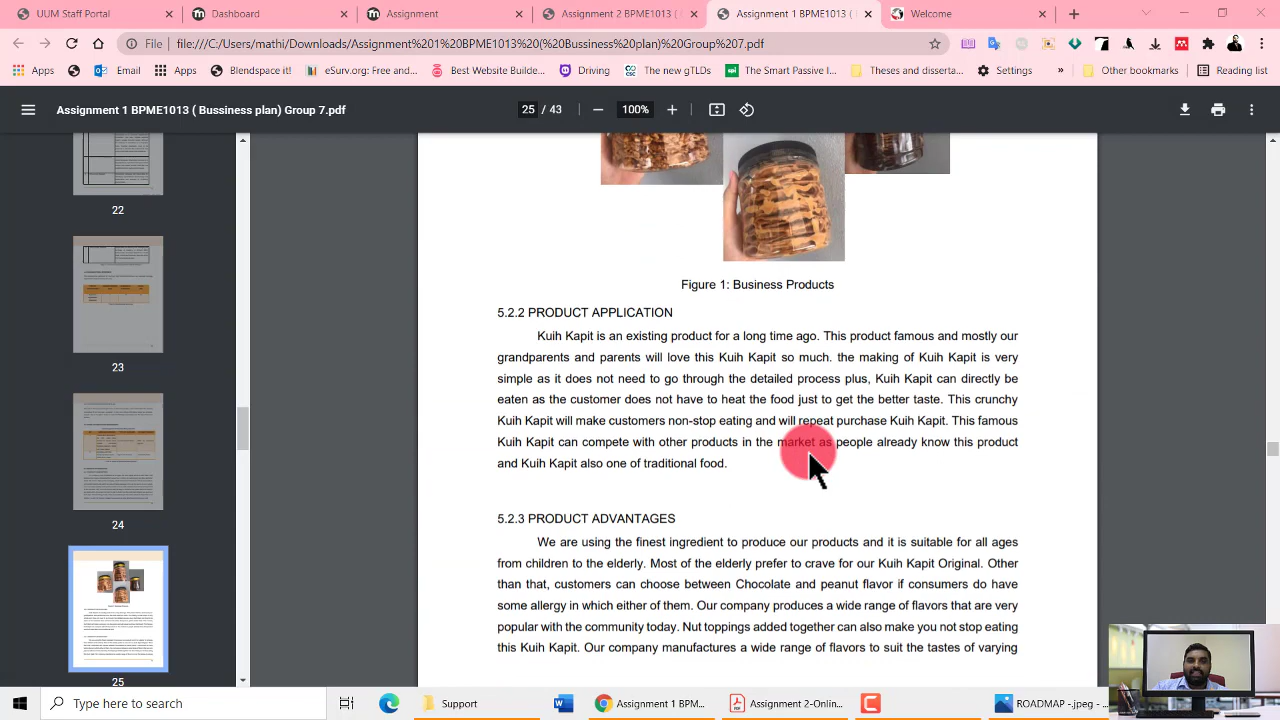 UUM Staff Portal
Dashboard
Assignment
Assignment 2 BPME1013 (
Assignment 1 BPME1013 (
Welcome
File
file:///C:/Users/mathi/Downloads/Assignment%201%20BPME1013%20(%20Bussiness%20plan)%20Group%207.pdf
Apps
Email
Apps
Blendspace it!
eSurv.org: Free and...
Best Website Builde...
Driving
The new gTLDs
The Smart Passive I...
Theses and disserta...
Settings
»
Other bookmarks
Reading list
Assignment 1 BPME1013 ( Bussiness plan) Group 7.pdf
25 / 43
100%
22
23
24
25
Figure 1: Business Products
5.2.2 PRODUCT APPLICATION
Kuih Kapit is an existing product for a long time ago. This product famous and mostly our
grandparents and parents will love this Kuih Kapit so much. the making of Kuih Kapit is very
simple as it does not need to go through the detailed process plus, Kuih Kapit can directly be
eaten as the customer does not have to heat the food just to get the better taste. This crunchy
Kuih Kapit will make customers non-stop eating and will repeat purchase Kuih Kapit. This famous
Kuih Kapit can compete with other products in the market as people already know this product
and Kuih Kapit also one of traditional food.
5.2.3 PRODUCT ADVANTAGES
We are using the finest ingredient to produce our products and it is suitable for all ages
from children to the elderly. Most of the elderly prefer to crave for our Kuih Kapit Original. Other
than that, customers can choose between Chocolate and peanut flavor if consumers do have
some allergy in which either of them. Our company produces a wide range of flavors that are very
popular with the community today. Nut toppings added together can also make you not stop eating
this Kuih Kapit. Our company manufactures a wide range of flavors to suit the tastes of varying
Type here to search
Support
Assignment 1 BPM...
Assignment 2-Onlin...
ROADMAP -.jpeg -